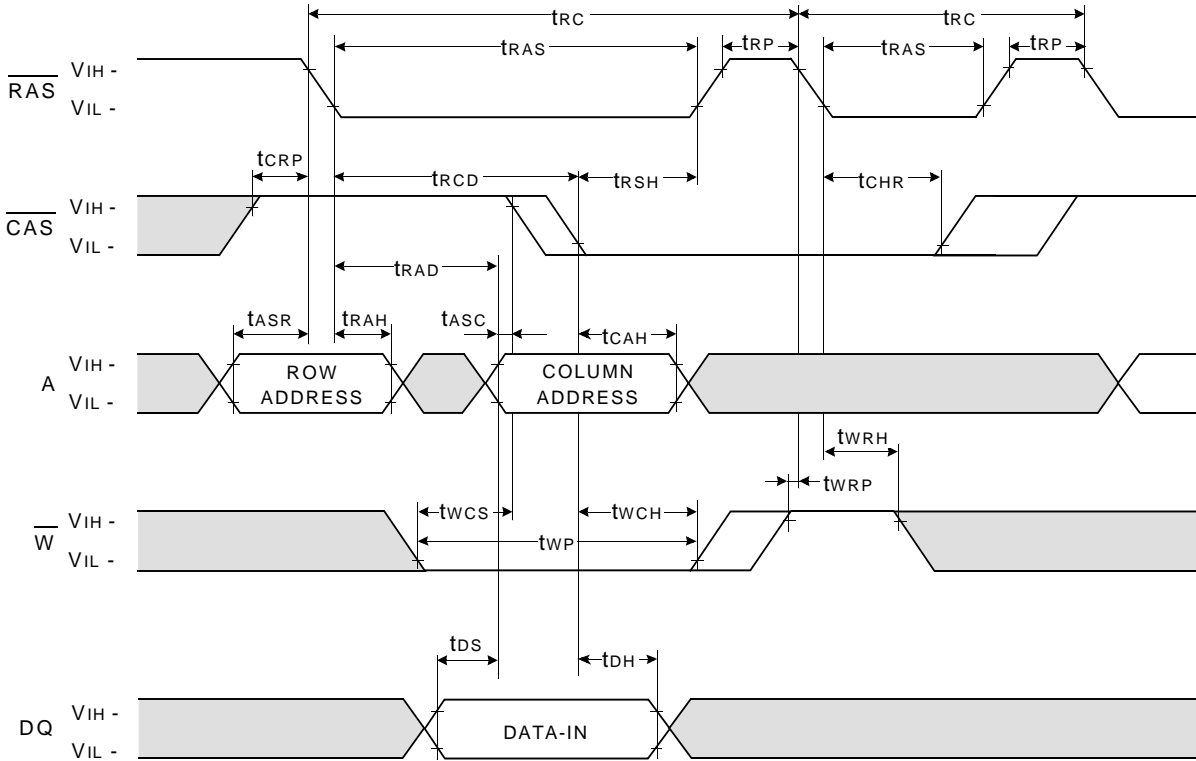 tRC tRC
tRAS tRP tRAS tRP
RAS VIH -
VIL -
tCRP tRCD tRSH tCHR
CAS VIH -
VIL -
tRAD
tASR tRAH tASC tCAH
A VIH -
VIL -
ROW
ADDRESS
COLUMN
ADDRESS
tWRH
tWRP
W VIH -
VIL -
tWCS tWCH
tWP
tDS tDH
DQ VIH -
VIL -
DATA-IN